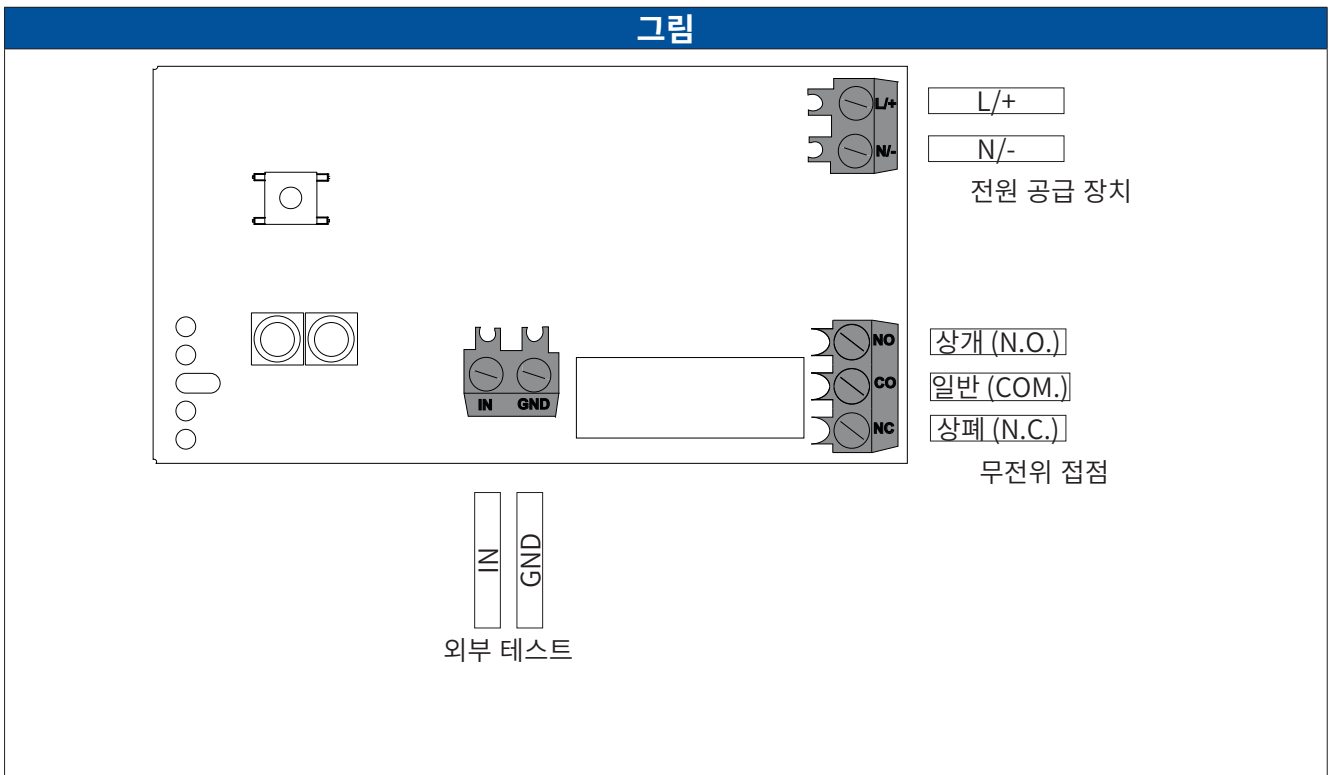 그림
L/+
L/+
N/-
N/-
전원 공급 장치
NO
상개 (N.O.)
CO
일반 (COM.)
NC
상폐 (N.C.)
무전위 접점
IN GND
IN
GND
외부 테스트